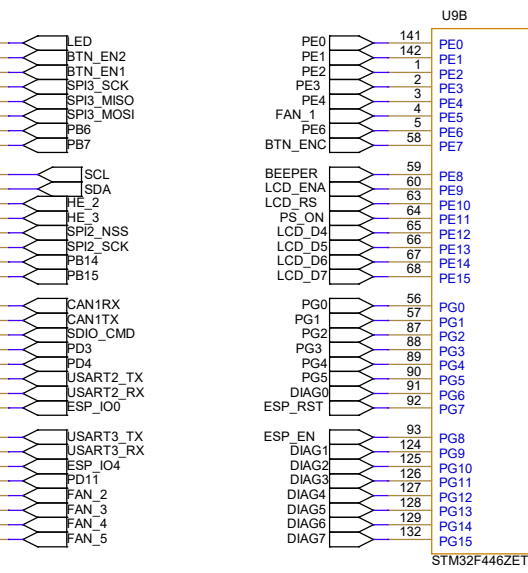 U9B
LED PE0 141 PE0
BTN_EN2 PE1 142 PE1
BTN_EN1 PE2 1 PE2
SPI3_SCK PE3 2 PE3
SPI3_MISO PE4 3 PE4
SPI3_MOSI FAN_1 4 PE5
PB6 PE6 5 PE6
PB7 BTN_ENC 58 PE7
SCL BEEPER 59 PE8
SDA LCD_ENA 60 PE9
HE_2 LCD_RS 63 PE10
HE_3 PS_ON 64 PE11
SPI2_NSS LCD_D4 65 PE12
SPI2_SCK LCD_D5 66 PE13
PB14 LCD_D6 67 PE14
PB15 LCD_D7 68 PE15
CAN1RX PG0 56 PG0
CAN1TX PG1 57 PG1
SDIO_CMD PG2 87 PG2
PD3 PG3 88 PG3
PD4 PG4 89 PG4
USART2_TX PG5 90 PG5
USART2_RX DIAG0 91 PG6
ESP_IO0 ESP_RST 92 PG7
USART3_TX ESP_EN 93 PG8
USART3_RX DIAG1 124 PG9
ESP_IO4 DIAG2 125 PG10
PD11 DIAG3 126 PG11
FAN_2 DIAG4 127 PG12
FAN_3 DIAG5 128 PG13
FAN_4 DIAG6 129 PG14
FAN_5 DIAG7 132 PG15
STM32F446ZET